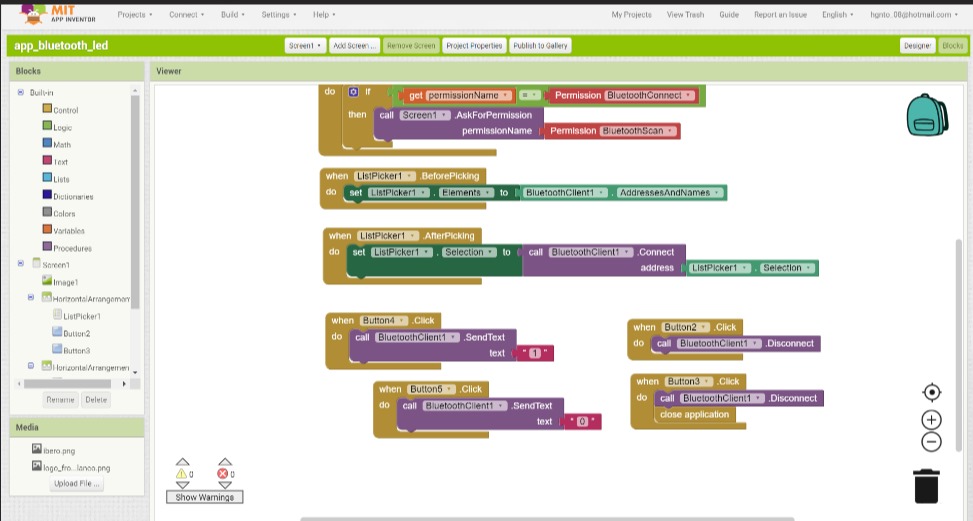 MIT
APP INVENTOR
Projects Connect Build Settings Help My Projects View Trash Guide Report an Issue English hgnto_08@hotmail.com
app_bluetooth_led Screen1 Add Screen ... Remove Screen Project Properties Publish to Gallery Designer Blocks
Blocks
Viewer
Built-in
Control
Logic
Math
Text
Lists
Dictionaries
Colors
Variables
Procedures
Screen1
Image1
HorizontalArrangemen
ListPicker1
Button2
Button3
HorizontalArrangemen
Rename Delete
Media
ibero.png
logo_fro...lanco.png
Upload File ...
do if get permissionName = Permission BluetoothConnect
then call Screen1 .AskForPermission
permissionName Permission BluetoothScan
when ListPicker1 .BeforePicking
do set ListPicker1 . Elements to BluetoothClient1 . AddressesAndNames
when ListPicker1 .AfterPicking
do set ListPicker1 . Selection to call BluetoothClient1 .Connect
address ListPicker1 . Selection
when Button4 .Click
do call BluetoothClient1 .SendText
text " 1 "
when Button5 .Click
do call BluetoothClient1 .SendText
text " 0 "
when Button2 .Click
do call BluetoothClient1 .Disconnect
when Button3 .Click
do call BluetoothClient1 .Disconnect
close application
0 0
Show Warnings